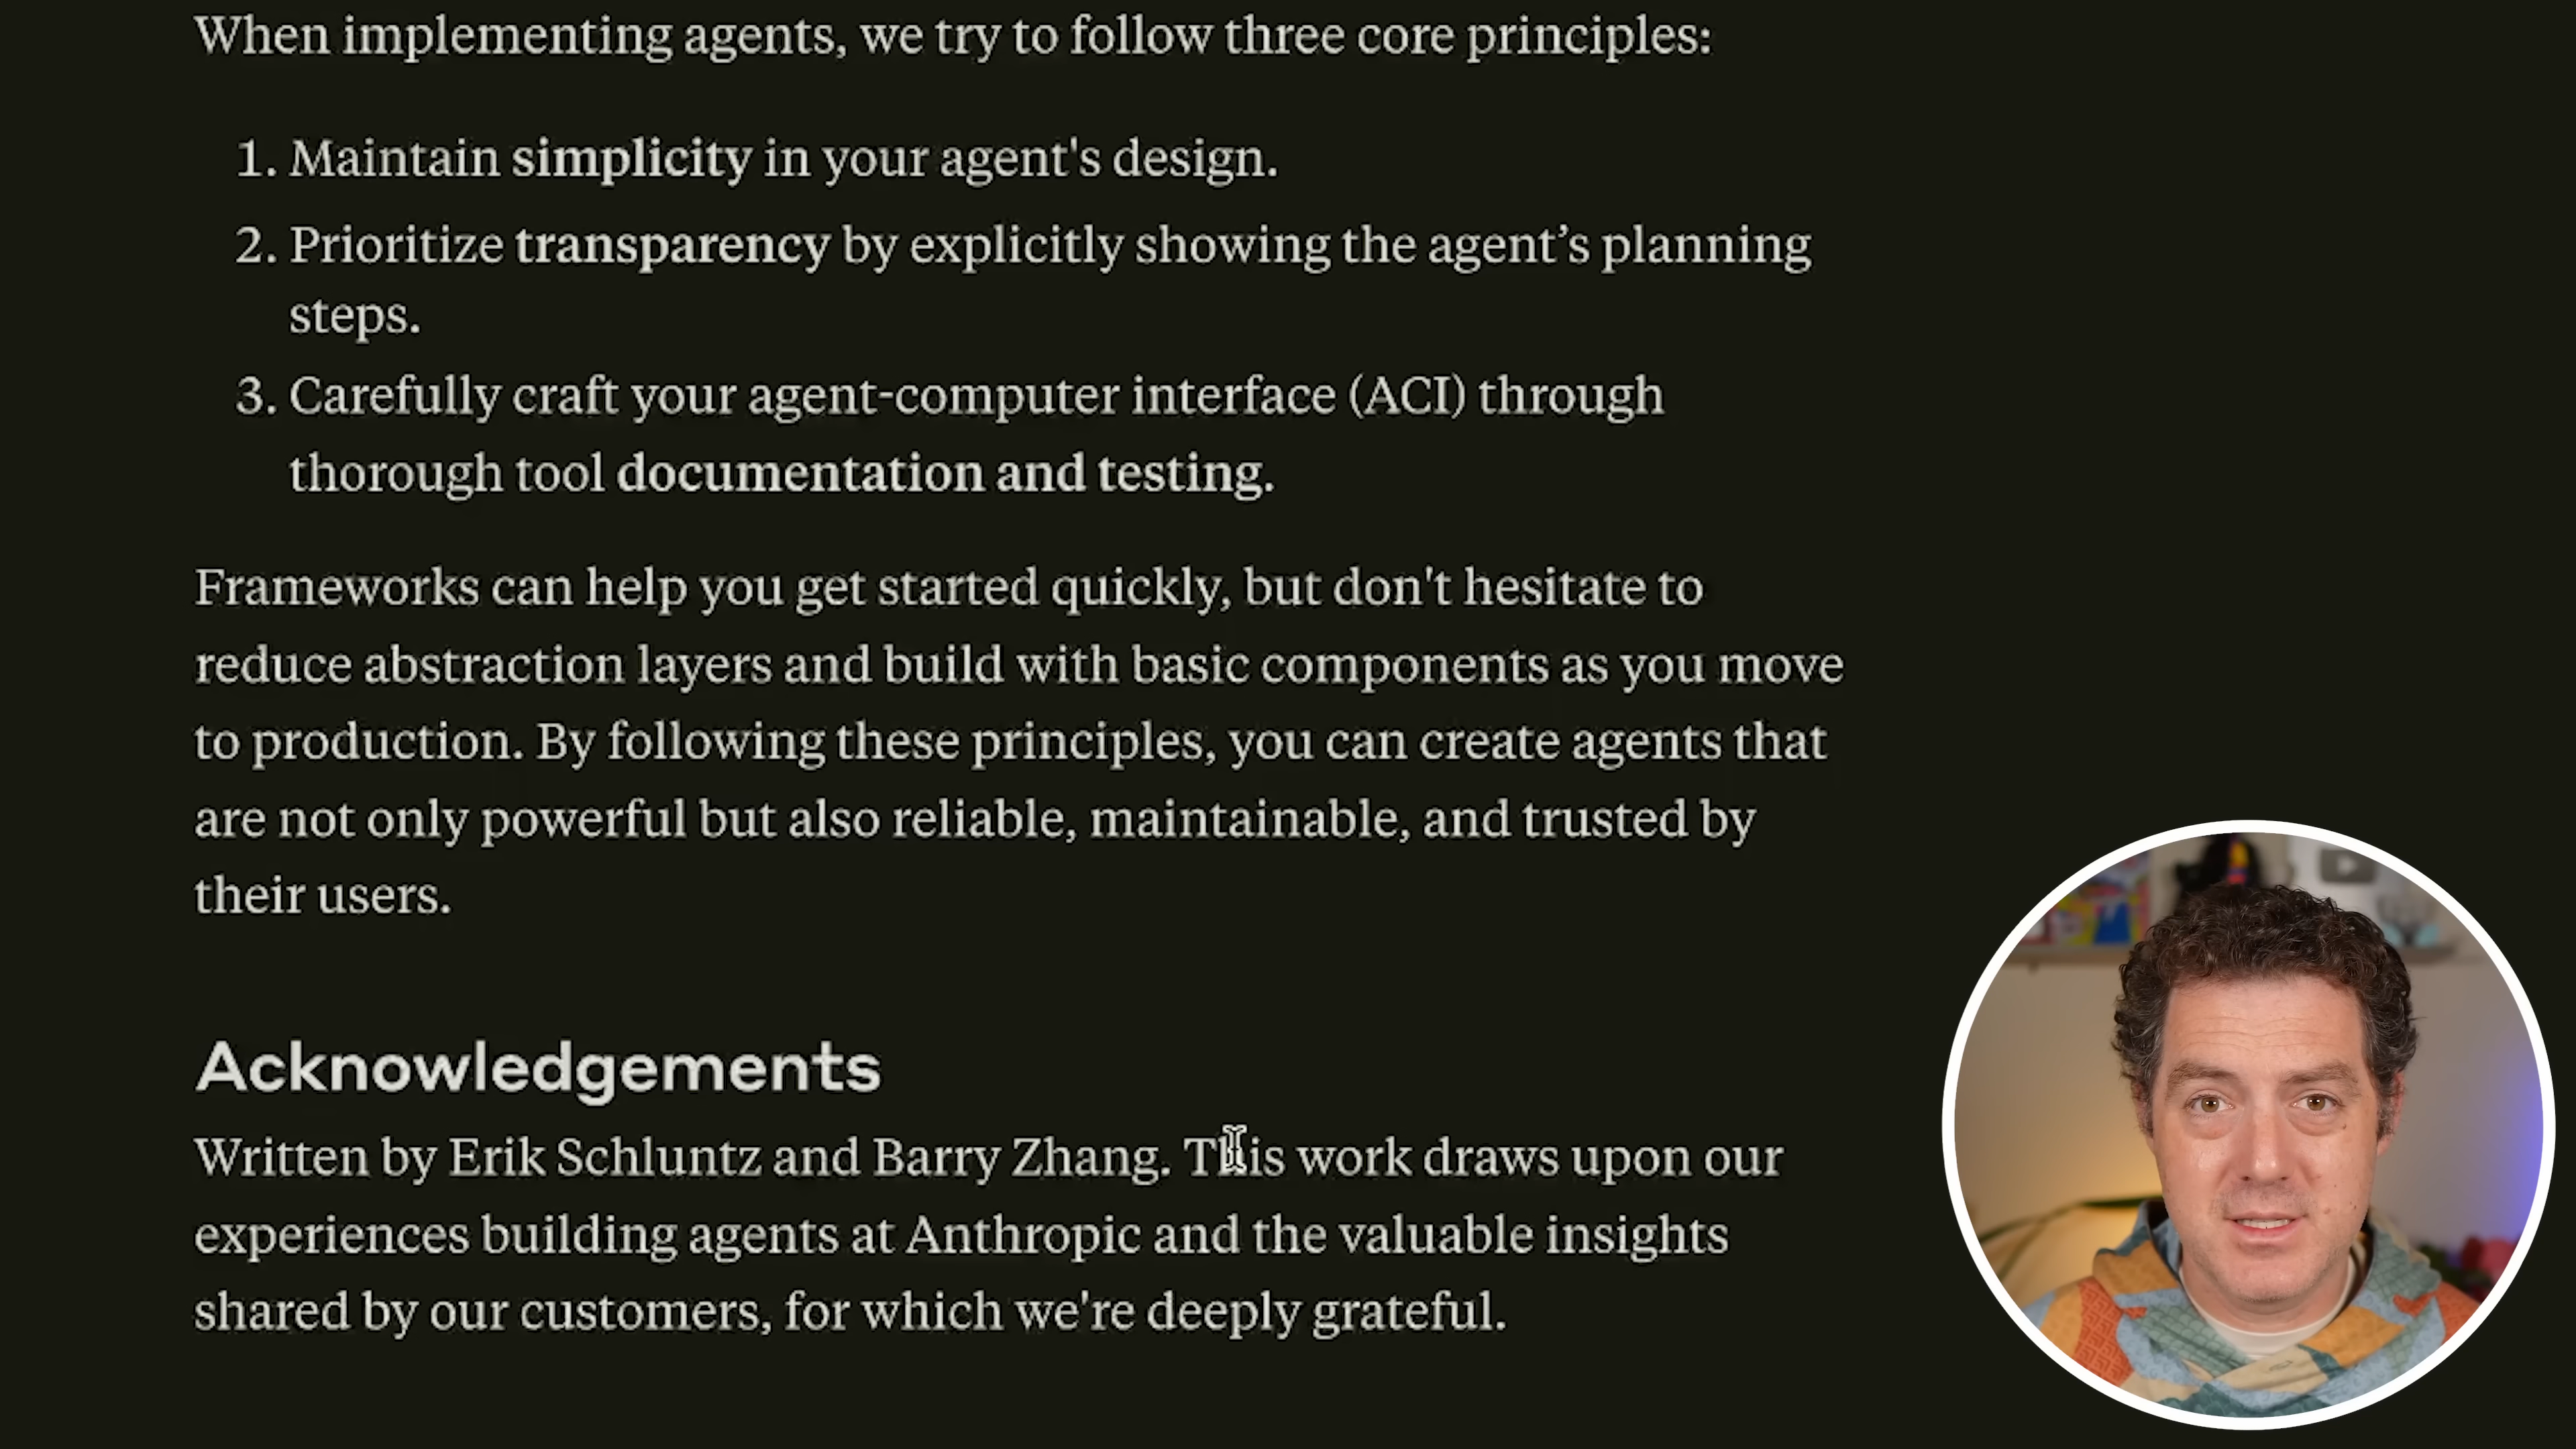 When implementing agents, we try to follow three core principles:
1. Maintain simplicity in your agent's design.
2. Prioritize transparency by explicitly showing the agent’s planning
steps.
3. Carefully craft your agent-computer interface (ACI) through
thorough tool documentation and testing.
Frameworks can help you get started quickly, but don't hesitate to
reduce abstraction layers and build with basic components as you move
to production. By following these principles, you can create agents that
are not only powerful but also reliable, maintainable, and trusted by
their users.
Acknowledgements
Written by Erik Schluntz and Barry Zhang. This work draws upon our
experiences building agents at Anthropic and the valuable insights
shared by our customers, for which we're deeply grateful.